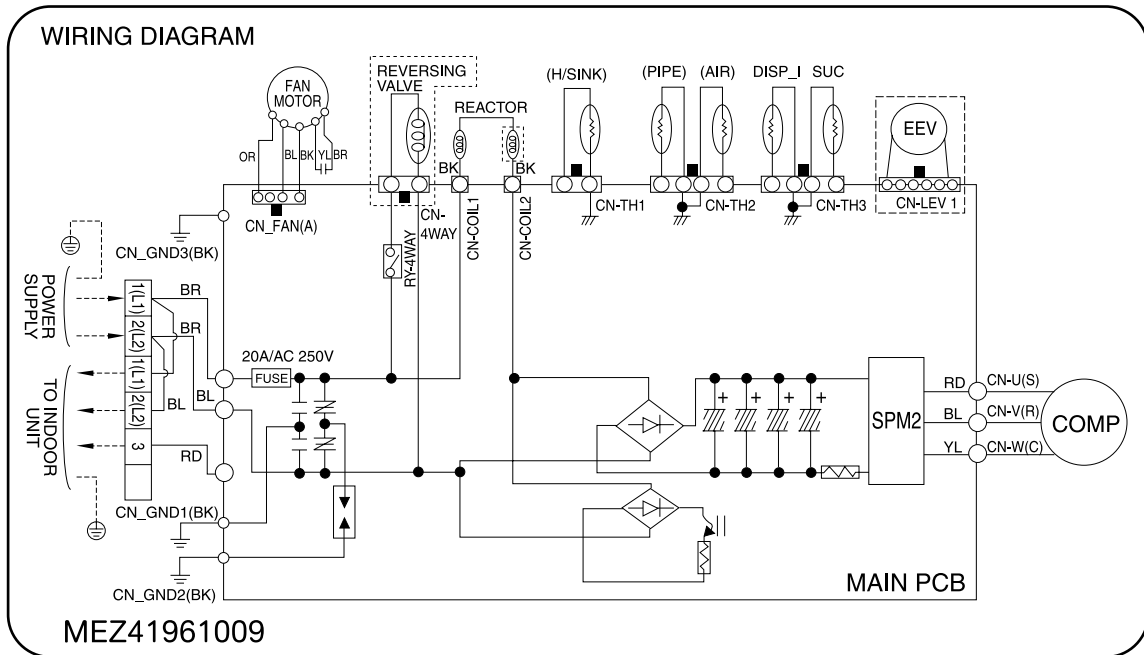 WIRING DIAGRAM
REVERSING
VALVE
(H/SINK)
(PIPE)
(AIR)
DISP_I
SUC
FAN
MOTOR
REACTOR
EEV
OR
BL
BK
YL
BR
BK
BK
CN_FAN(A)
CN-
4WAY
CN-COIL1
CN-COIL2
CN-TH1
CN-TH2
CN-TH3
CN-LEV 1
CN_GND3(BK)
RY-4WAY
POWER
SUPPLY
1(L1)
BR
2(L2)
BR
20A/AC 250V
FUSE
1(L1)
2(L2)
BL
BL
TO INDOOR
UNIT
3
RD
+
+
+
+
SPM2
RD
CN-U(S)
BL
CN-V(R)
YL
CN-W(C)
COMP
CN_GND1(BK)
CN_GND2(BK)
MAIN PCB
MEZ41961009